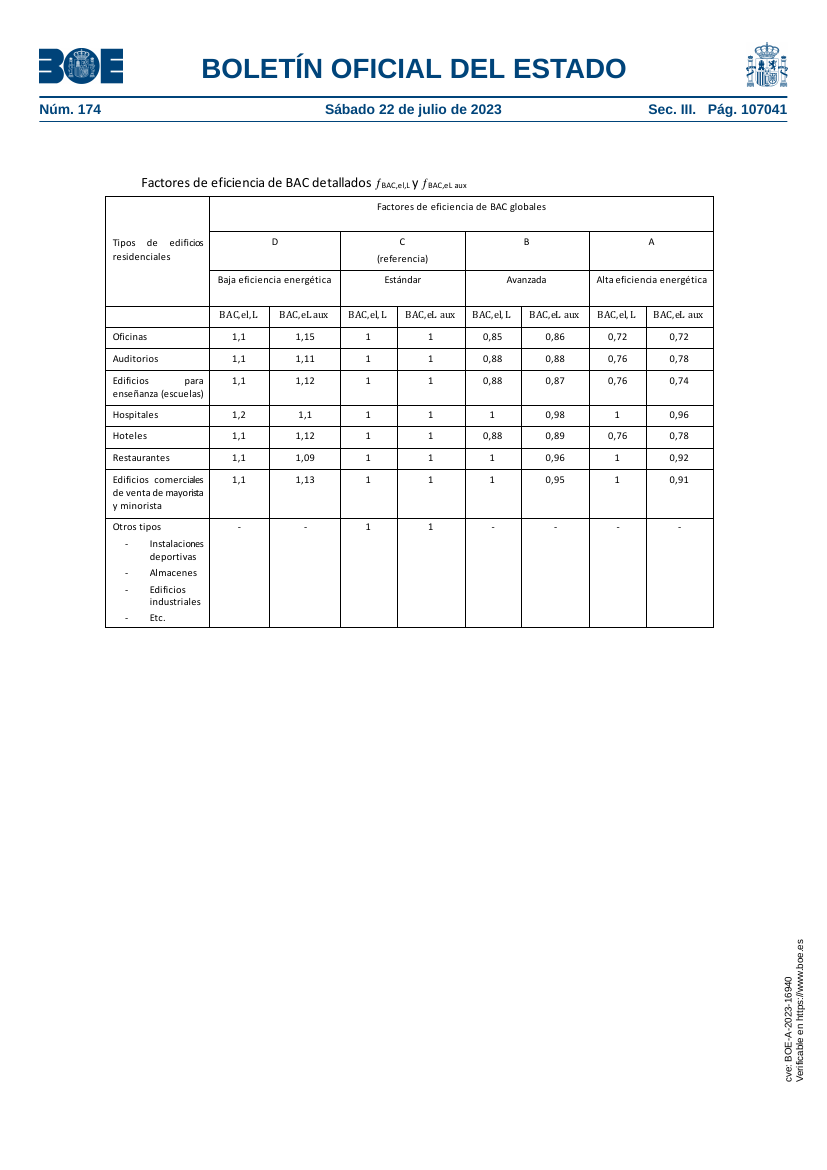 BOE
BOLETÍN OFICIAL DEL ESTADO
Núm. 174 Sábado 22 de julio de 2023 Sec. III. Pág. 107041
Factores de eficiencia de BAC detallados ƒBAC,el,L y ƒBAC,eL aux
Factores de eficiencia de BAC globales
Tipos de edificios
residenciales
D C B A
(referencia)
Baja eficiencia energética Estándar Avanzada Alta eficiencia energética
BAC,el, L BAC,eL aux BAC,el, L BAC,eL aux BAC,el, L BAC,eL aux BAC,el, L BAC,eL aux
Oficinas 1,1 1,15 1 1 0,85 0,86 0,72 0,72
Auditorios 1,1 1,11 1 1 0,88 0,88 0,76 0,78
Edificios para 1,1 1,12 1 1 0,88 0,87 0,76 0,74
enseñanza (escuelas)
Hospitales 1,2 1,1 1 1 1 0,98 1 0,96
Hoteles 1,1 1,12 1 1 0,88 0,89 0,76 0,78
Restaurantes 1,1 1,09 1 1 1 0,96 1 0,92
Edificios comerciales 1,1 1,13 1 1 1 0,95 1 0,91
de venta de mayorista
y minorista
Otros tipos - - 1 1 - - - -
- Instalaciones
deportivas
- Almacenes
- Edificios
industriales
- Etc.
cve: BOE-A-2023-16940
Verificable en https://www.boe.es